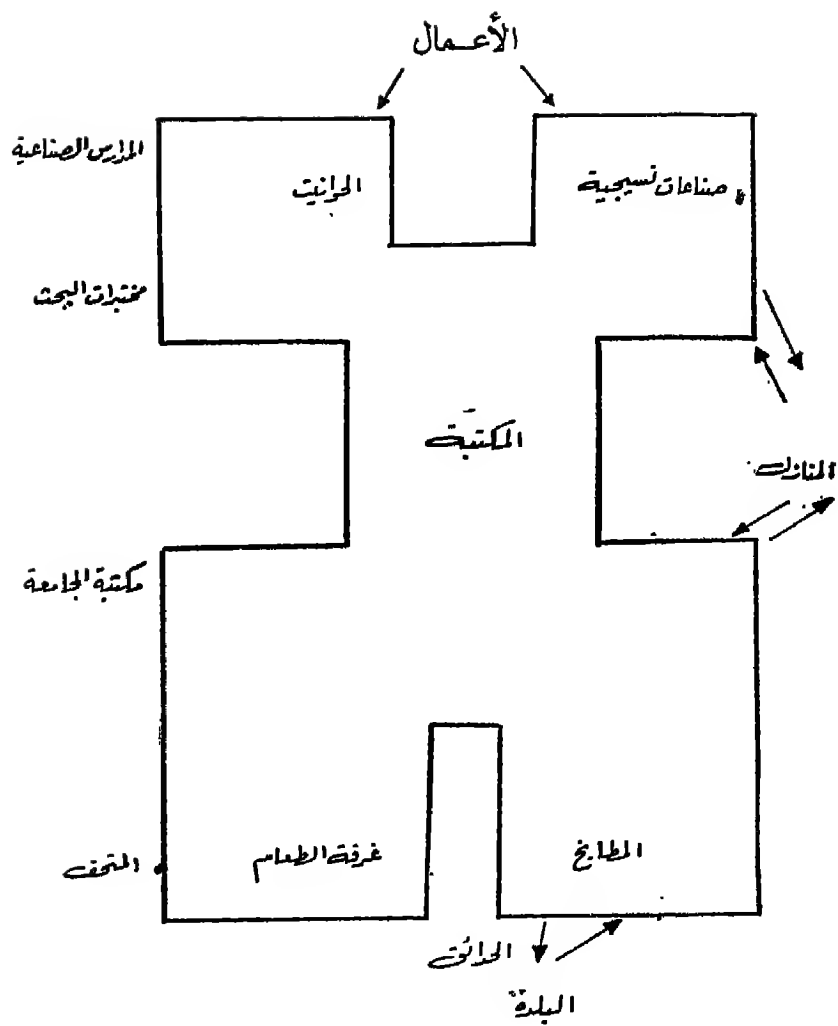 الأعمال
المدارس الصناعية
الحوانيت
صناعات نسيجية
مختبرات البحث
المكتبة
المنازل
مكتبة الجامعة
المتحف
غرفة الطعام
المطابخ
الحدائق
البلدة